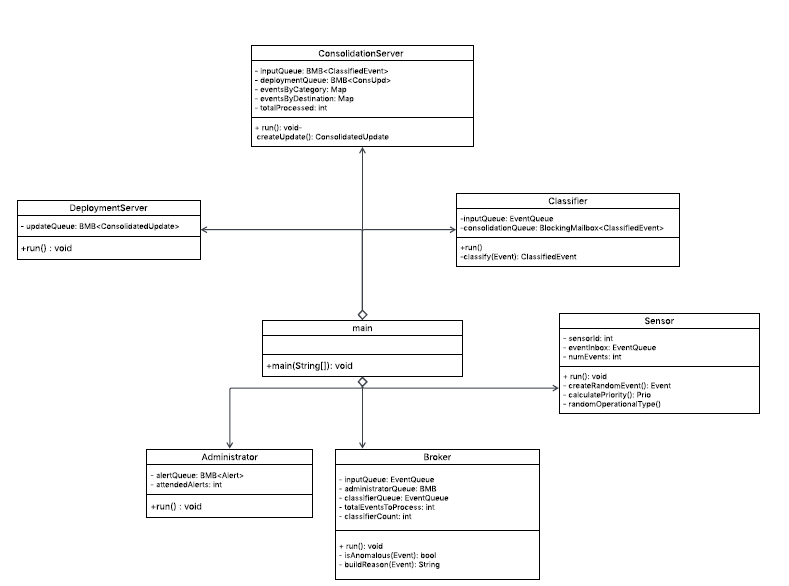 ConsolidationServer
- inputQueue: BMB<ClassifiedEvent>
- deploymentQueue: BMB<ConsUpd>
- eventsByCategory: Map
- eventsByDestination: Map
- totalProcessed: int
+ run(): void-
createUpdate(): ConsolidatedUpdate
DeploymentServer
- updateQueue: BMB<ConsolidatedUpdate>
+run() : void
Classifier
-inputQueue: EventQueue
-consolidationQueue: BlockingMailbox<ClassifiedEvent>
+run()
-classify(Event): ClassifiedEvent
main
+main(String[]): void
Sensor
- sensorId: int
- eventInbox: EventQueue
- numEvents: int
+ run(): void
- createRandomEvent(): Event
- calculatePriority(): Prio
- randomOperationalType()
Administrator
- alertQueue: BMB<Alert>
- attendedAlerts: int
+run() : void
Broker
- inputQueue: EventQueue
- administratorQueue: BMB
- classifierQueue: EventQueue
- totalEventsToProcess: int
- classifierCount: int
+ run(): void
- isAnomalous(Event): bool
- buildReason(Event): String